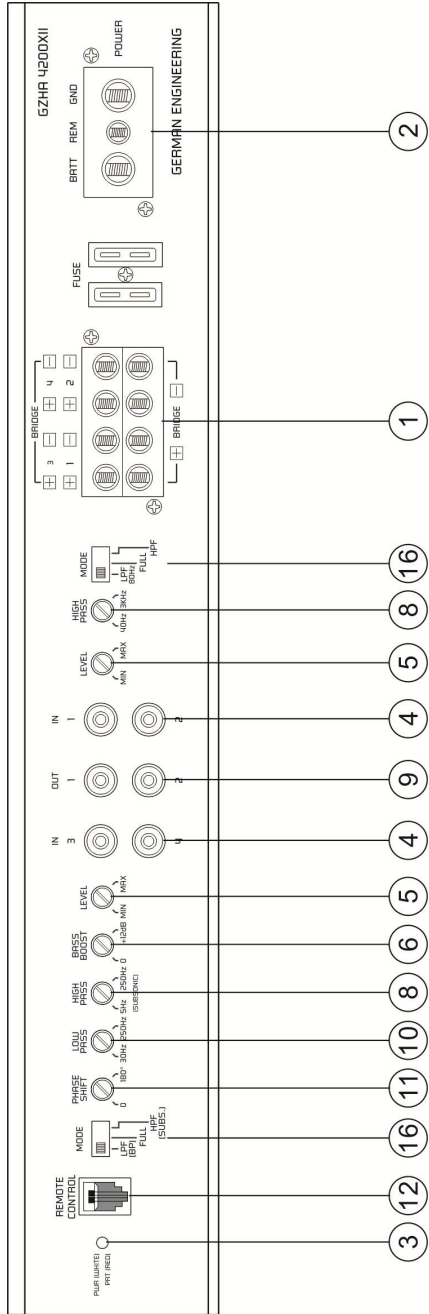 GZHA 4200XII
BATT REM GND
POWER
GERMAN ENGINEERING
FUSE
BRIDGE
+ 3 − + 4 −
+ 1 − + 2 −
+ BRIDGE −
MODE
LPF
80Hz
FULL
HPF
HIGH
PASS
40Hz 3KHz
LEVEL
MIN MAX
IN
1
2
OUT
1
2
IN
3
4
LEVEL
MIN MAX
BASS
BOOST
0 +12dB
HIGH
PASS
5Hz 250Hz
(SUBSONIC)
LOW
PASS
30Hz 250Hz
PHASE
SHIFT
0 180°
MODE
LPF
(BP)
FULL
HPF
(SUBS.)
REMOTE
CONTROL
PWR (WHITE)
PRT (RED)
3 12 16 11 10 8 6 5 4 9 4 5 8 16 1 2